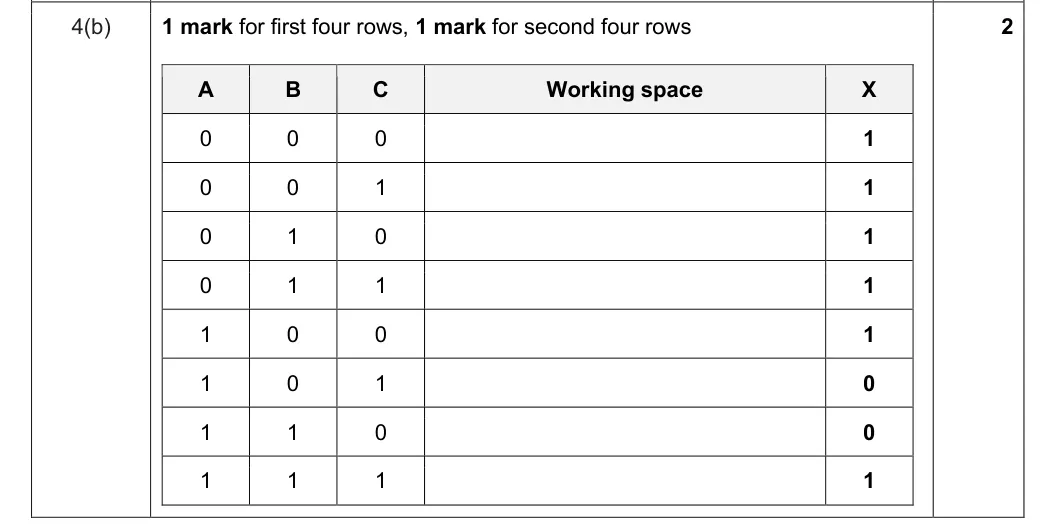 4(b) 1 mark for first four rows, 1 mark for second four rows 2
A B C Working space X
0 0 0 1
0 0 1 1
0 1 0 1
0 1 1 1
1 0 0 1
1 0 1 0
1 1 0 0
1 1 1 1